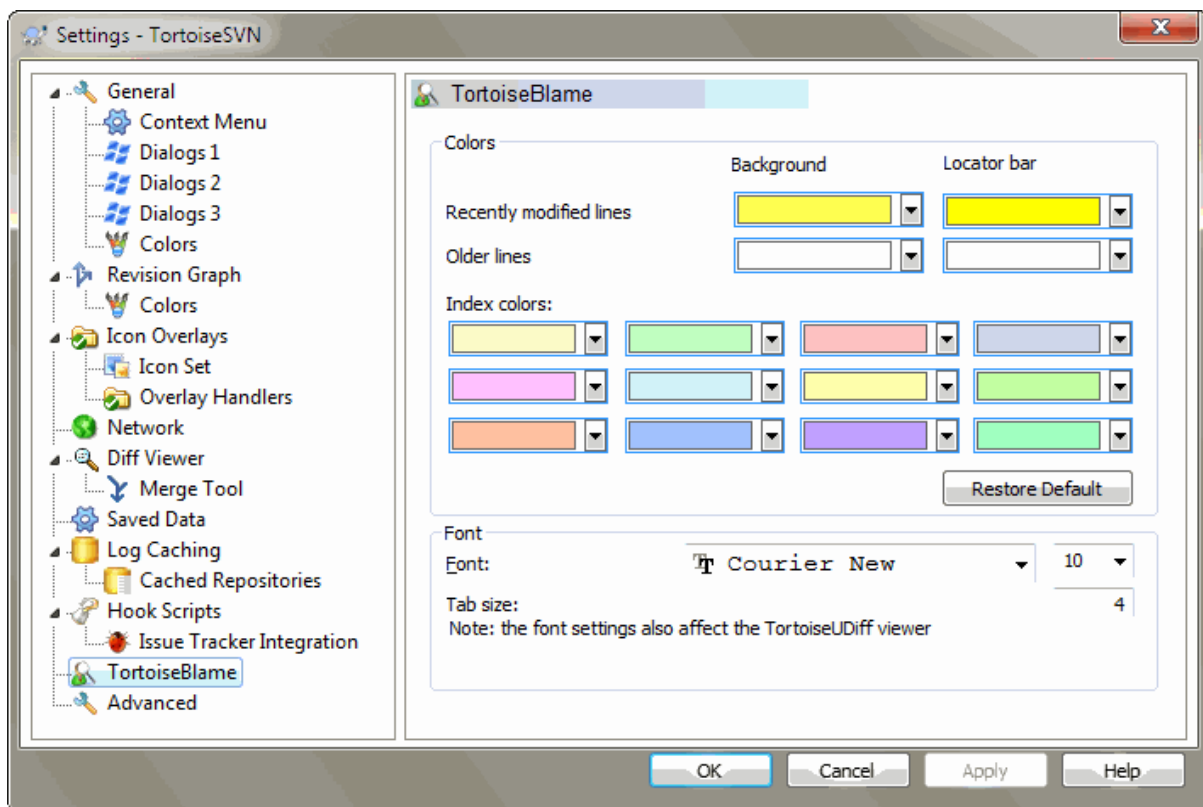 Settings - TortoiseSVN
General
Context Menu
Dialogs 1
Dialogs 2
Dialogs 3
Colors
Revision Graph
Colors
Icon Overlays
Icon Set
Overlay Handlers
Network
Diff Viewer
Merge Tool
Saved Data
Log Caching
Cached Repositories
Hook Scripts
Issue Tracker Integration
TortoiseBlame
Advanced
TortoiseBlame
Colors
Background Locator bar
Recently modified lines
Older lines
Index colors:
Restore Default
Font
Font: Courier New 10
Tab size: 4
Note: the font settings also affect the TortoiseUDiff viewer
OK Cancel Apply Help